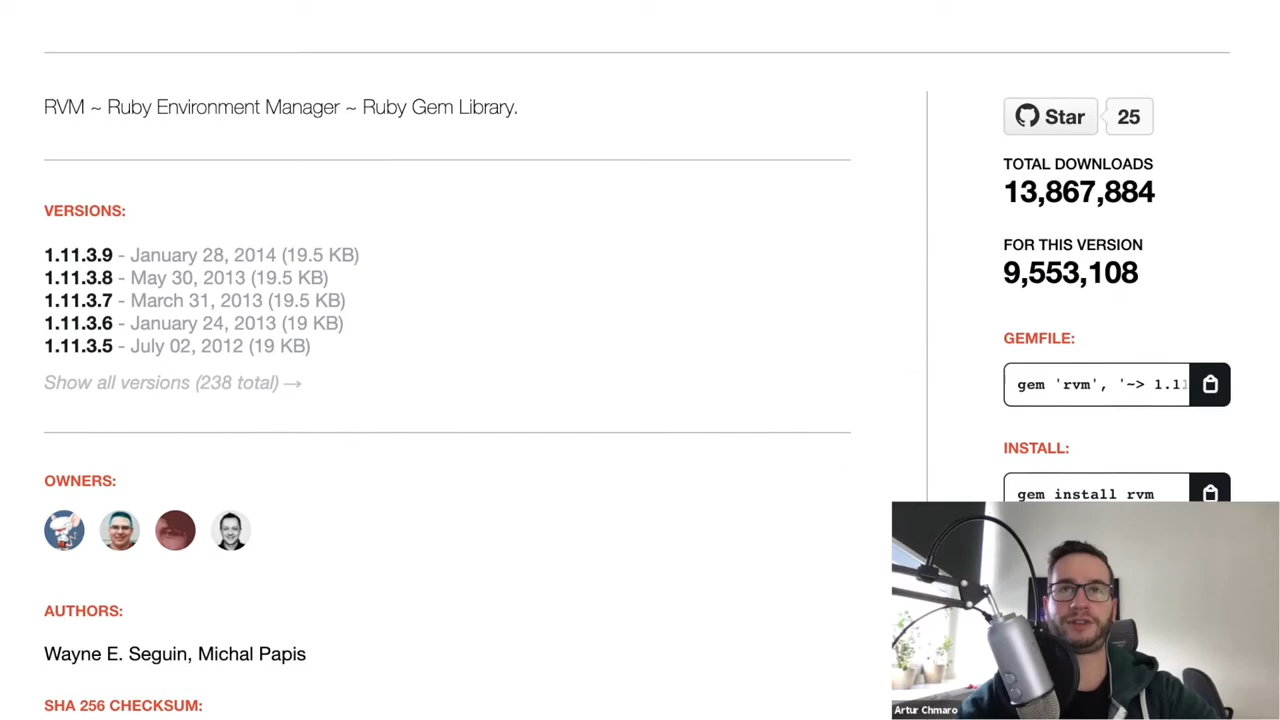 RVM ~ Ruby Environment Manager ~ Ruby Gem Library.
VERSIONS:
1.11.3.9 - January 28, 2014 (19.5 KB)
1.11.3.8 - May 30, 2013 (19.5 KB)
1.11.3.7 - March 31, 2013 (19.5 KB)
1.11.3.6 - January 24, 2013 (19 KB)
1.11.3.5 - July 02, 2012 (19 KB)
Show all versions (238 total) →
OWNERS:
AUTHORS:
Wayne E. Seguin, Michal Papis
SHA 256 CHECKSUM:
Star 25
TOTAL DOWNLOADS
13,867,884
FOR THIS VERSION
9,553,108
GEMFILE:
gem 'rvm', '~> 1.11
INSTALL:
gem install rvm
Artur Chmaro